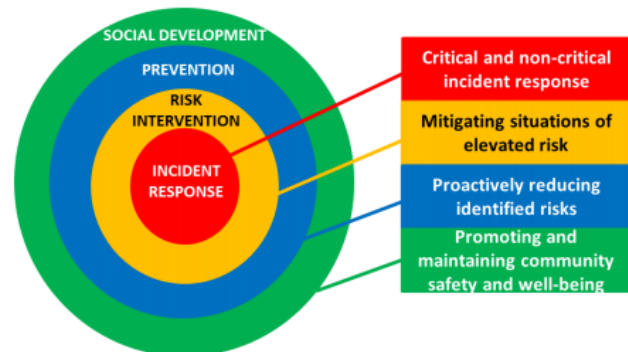 SOCIAL DEVELOPMENT
PREVENTION
RISK
INTERVENTION
INCIDENT
RESPONSE
Critical and non-critical
incident response
Mitigating situations of
elevated risk
Proactively reducing
identified risks
Promoting and
maintaining community
safety and well-being